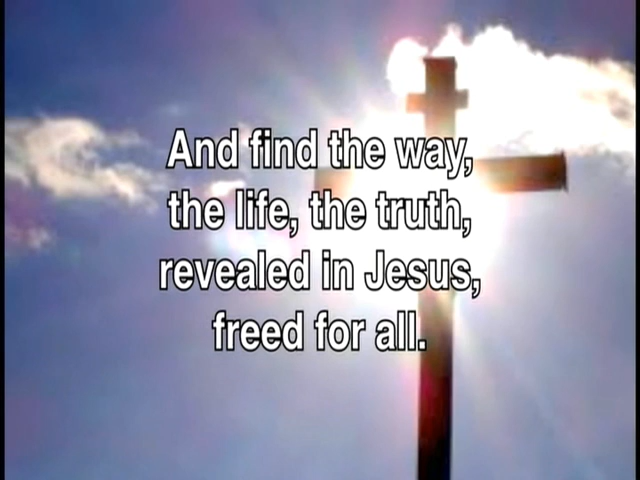 And find the way,
the life, the truth,
revealed in Jesus,
freed for all.